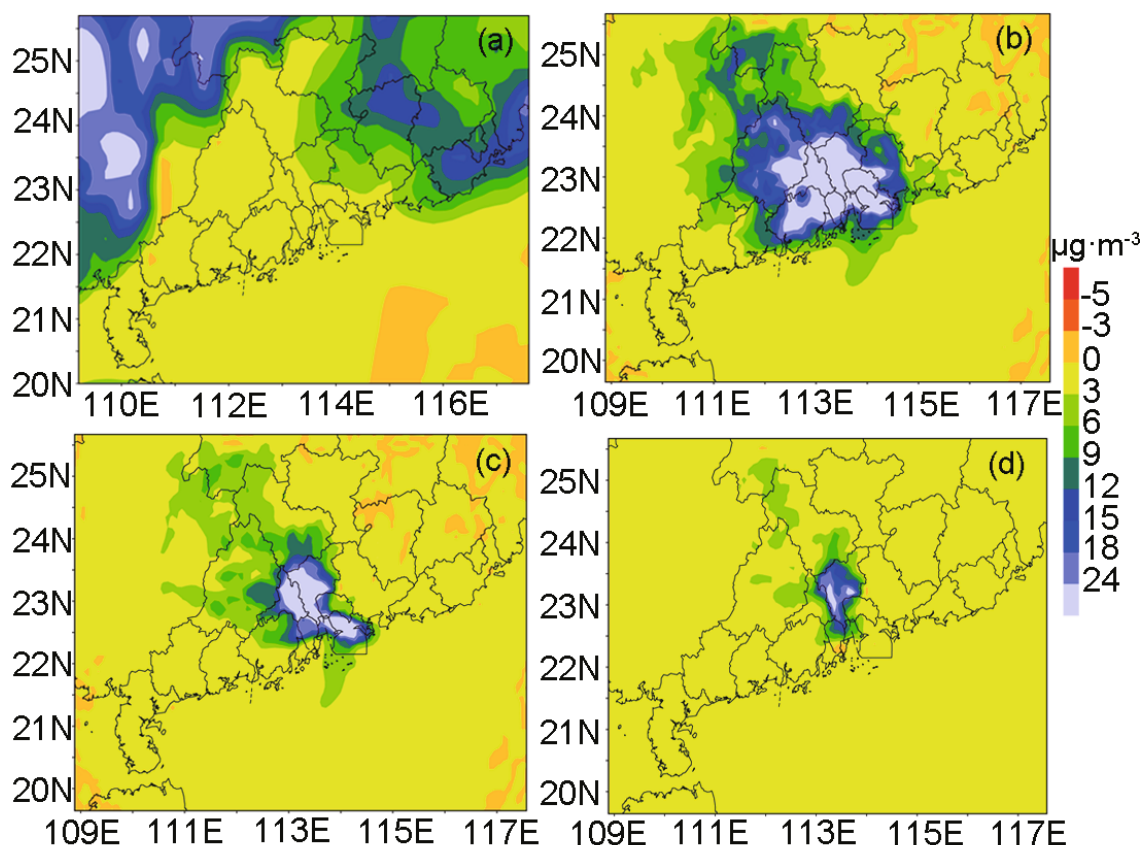 (a)
25N
24N
23N
22N
21N
20N
110E 112E 114E 116E
(b)
25N
24N
23N
22N
21N
20N
109E 111E 113E 115E 117E
(c)
25N
24N
23N
22N
21N
20N
109E 111E 113E 115E 117E
(d)
25N
24N
23N
22N
21N
20N
109E 111E 113E 115E 117E
µg·m⁻³
-5
-3
0
3
6
9
12
15
18
24